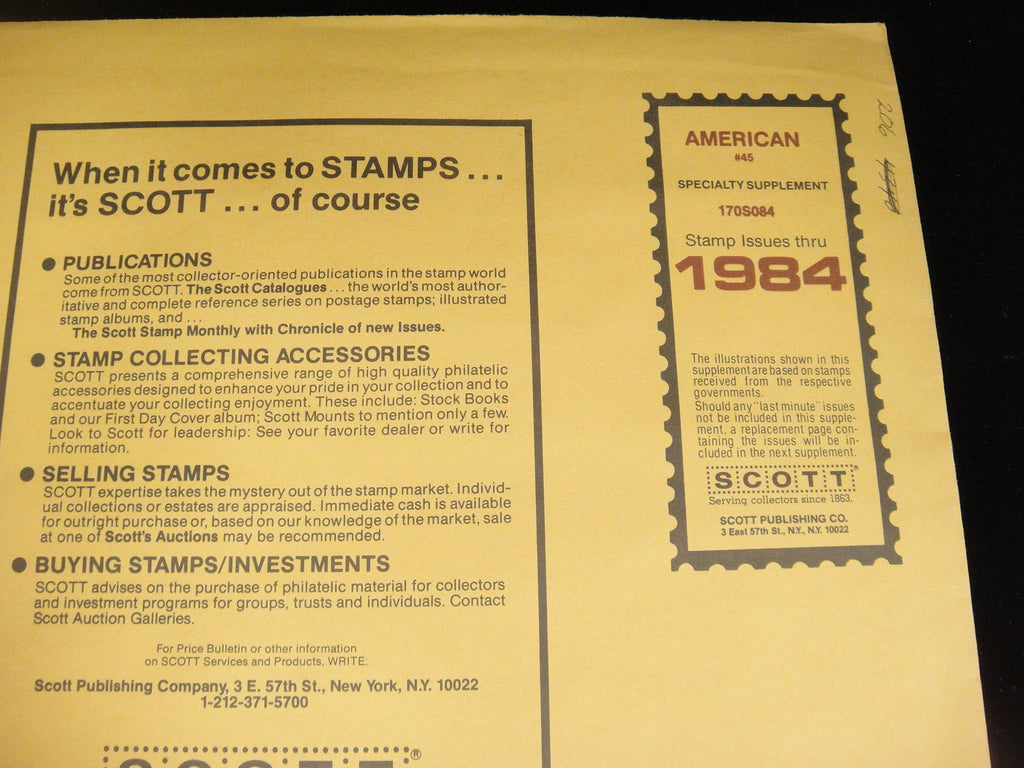 When it comes to STAMPS ...
it's SCOTT ... of course
● PUBLICATIONS
Some of the most collector-oriented publications in the stamp world
come from SCOTT. The Scott Catalogues ... the world's most author-
itative and complete reference series on postage stamps; illustrated
stamp albums, and ...
The Scott Stamp Monthly with Chronicle of new Issues.
● STAMP COLLECTING ACCESSORIES
SCOTT presents a comprehensive range of high quality philatelic
accessories designed to enhance your pride in your collection and to
accentuate your collecting enjoyment. These include: Stock Books
and our First Day Cover album; Scott Mounts to mention only a few.
Look to Scott for leadership: See your favorite dealer or write for
information.
● SELLING STAMPS
SCOTT expertise takes the mystery out of the stamp market. Individ-
ual collections or estates are appraised. Immediate cash is available
for outright purchase or, based on our knowledge of the market, sale
at one of Scott's Auctions may be recommended.
● BUYING STAMPS/INVESTMENTS
SCOTT advises on the purchase of philatelic material for collectors
and investment programs for groups, trusts and individuals. Contact
Scott Auction Galleries.
For Price Bulletin or other information
on SCOTT Services and Products, WRITE:
Scott Publishing Company, 3 E. 57th St., New York, N.Y. 10022
1-212-371-5700
SCOTT®
AMERICAN
#45
SPECIALTY SUPPLEMENT
170S084
Stamp Issues thru
1984
The illustrations shown in this
supplement are based on stamps
received from the respective
governments.
Should any "last minute" issues
not be included in this supple-
ment, a replacement page con-
taining the issues will be in-
cluded in the next supplement.
SCOTT®
Serving collectors since 1863.
SCOTT PUBLISHING CO.
3 East 57th St., N.Y., N.Y. 10022
206